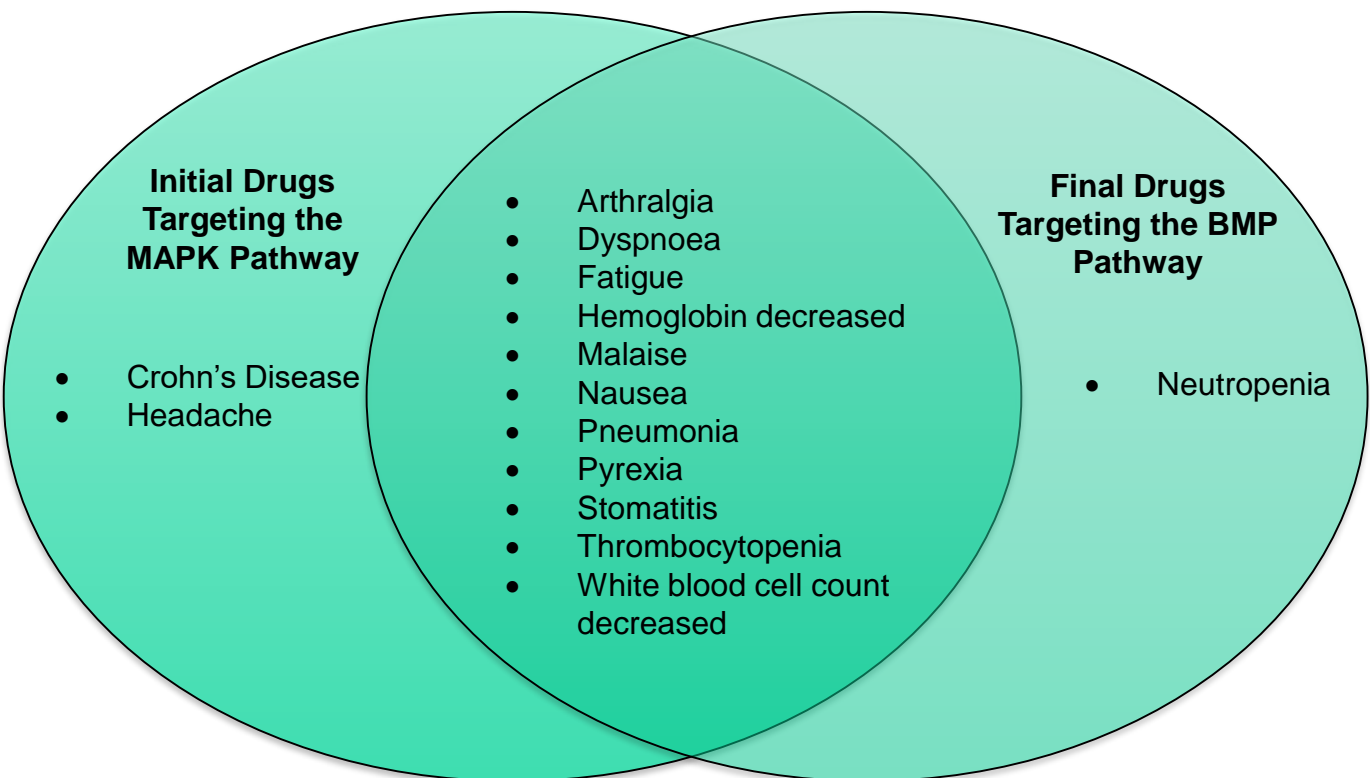 Initial Drugs
Targeting the
MAPK Pathway
• Crohn’s Disease
• Headache
• Arthralgia
• Dyspnoea
• Fatigue
• Hemoglobin decreased
• Malaise
• Nausea
• Pneumonia
• Pyrexia
• Stomatitis
• Thrombocytopenia
• White blood cell count
decreased
Final Drugs
Targeting the BMP
Pathway
• Neutropenia